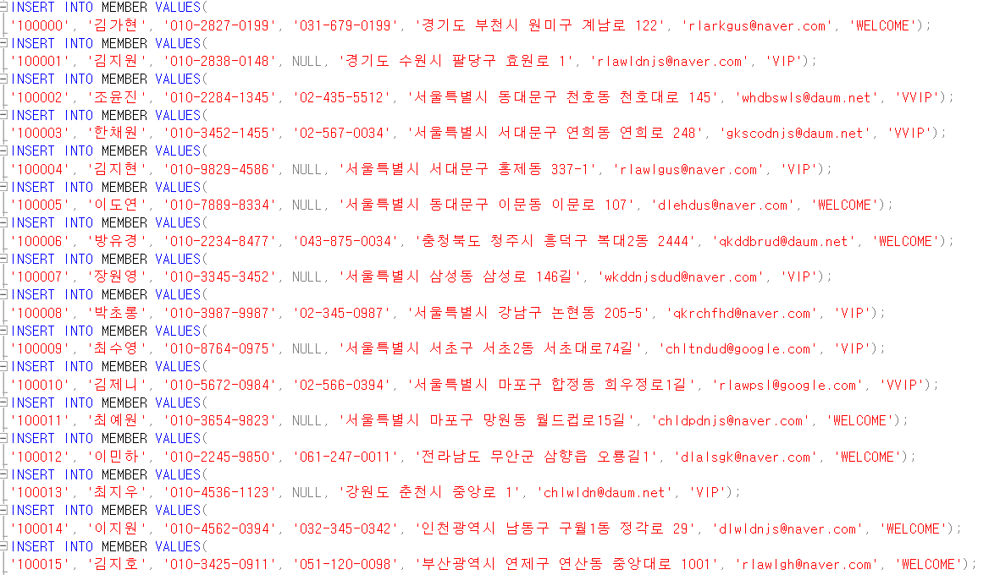 INSERT INTO MEMBER VALUES(
'100000', '김가현', '010-2827-0199', '031-679-0199', '경기도 부천시 원미구 계남로 122', 'rlarkgus@naver.com', 'WELCOME');
INSERT INTO MEMBER VALUES(
'100001', '김지원', '010-2838-0148', NULL, '경기도 수원시 팔당구 효원로 1', 'rlawldnjs@naver.com', 'VIP');
INSERT INTO MEMBER VALUES(
'100002', '조윤진', '010-2284-1345', '02-435-5512', '서울특별시 동대문구 천호동 천호대로 145', 'whdbswls@daum.net', 'VVIP');
INSERT INTO MEMBER VALUES(
'100003', '한채원', '010-3452-1455', '02-567-0034', '서울특별시 서대문구 연희동 연희로 248', 'gkscodnjs@daum.net', 'VVIP');
INSERT INTO MEMBER VALUES(
'100004', '김지현', '010-9829-4586', NULL, '서울특별시 서대문구 홍제동 337-1', 'rlawlgus@naver.com', 'VIP');
INSERT INTO MEMBER VALUES(
'100005', '이도연', '010-7889-8334', NULL, '서울특별시 동대문구 이문동 이문로 107', 'dlehdus@naver.com', 'WELCOME');
INSERT INTO MEMBER VALUES(
'100006', '방유경', '010-2234-8477', '043-875-0034', '충청북도 청주시 흥덕구 복대2동 2444', 'qkddbrud@daum.net', 'WELCOME');
INSERT INTO MEMBER VALUES(
'100007', '장원영', '010-3345-3452', NULL, '서울특별시 삼성동 삼성로 146길', 'wkddnjsdud@naver.com', 'VIP');
INSERT INTO MEMBER VALUES(
'100008', '박초롱', '010-3987-9987', '02-345-0987', '서울특별시 강남구 논현동 205-5', 'qkrchfhd@naver.com', 'VIP');
INSERT INTO MEMBER VALUES(
'100009', '최수영', '010-8764-0975', NULL, '서울특별시 서초구 서초2동 서초대로74길', 'chltndud@google.com', 'VIP');
INSERT INTO MEMBER VALUES(
'100010', '김제니', '010-5672-0984', '02-566-0394', '서울특별시 마포구 합정동 희우정로1길', 'rlawpsl@google.com', 'VVIP');
INSERT INTO MEMBER VALUES(
'100011', '최예원', '010-3654-9823', NULL, '서울특별시 마포구 망원동 월드컵로15길', 'chldpdnjs@naver.com', 'WELCOME');
INSERT INTO MEMBER VALUES(
'100012', '이민하', '010-2245-9850', '061-247-0011', '전라남도 무안군 삼향읍 오룡길1', 'dlalsgk@naver.com', 'WELCOME');
INSERT INTO MEMBER VALUES(
'100013', '최지우', '010-4536-1123', NULL, '강원도 춘천시 중앙로 1', 'chlwldn@daum.net', 'VIP');
INSERT INTO MEMBER VALUES(
'100014', '이지원', '010-4562-0394', '032-345-0342', '인천광역시 남동구 구월1동 정각로 29', 'dlwldnjs@naver.com', 'WELCOME');
INSERT INTO MEMBER VALUES(
'100015', '김지호', '010-3425-0911', '051-120-0098', '부산광역시 연제구 연산동 중앙대로 1001', 'rlawlgh@naver.com', 'WELCOME');